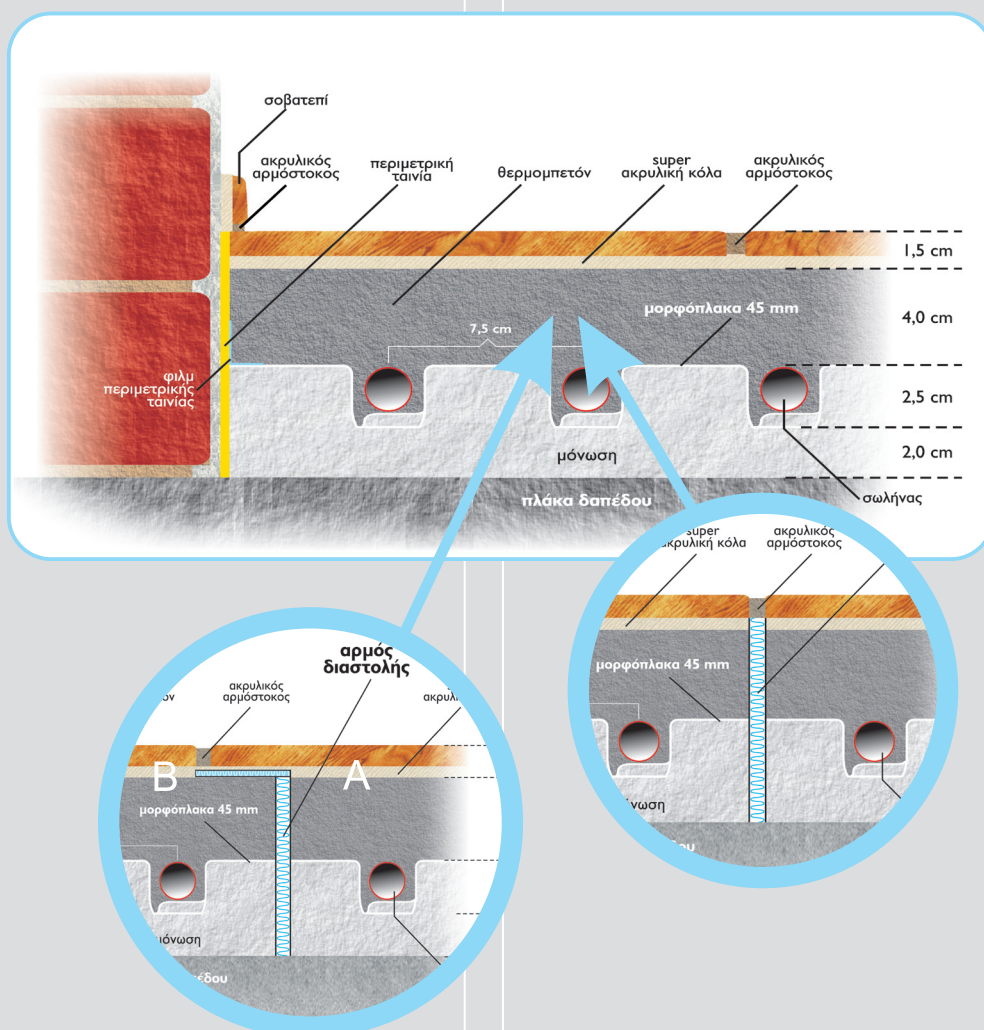 σοβατεπί
ακρυλικός
αρμόστοκος
περιμετρική
ταινία
θερμομπετόν
super
ακρυλική κόλα
ακρυλικός
αρμόστοκος
1,5 cm
μορφόπλακα 45 mm
4,0 cm
7,5 cm
φιλμ
περιμετρικής
ταινίας
2,5 cm
μόνωση
2,0 cm
πλάκα δαπέδου
σωλήνας
super
ακρυλική κόλα
ακρυλικός
αρμόστοκος
μορφόπλακα 45 mm
μόνωση
αρμός
διαστολής
ακρυλικός
αρμόστοκος
B
A
μορφόπλακα 45 mm
μόνωση